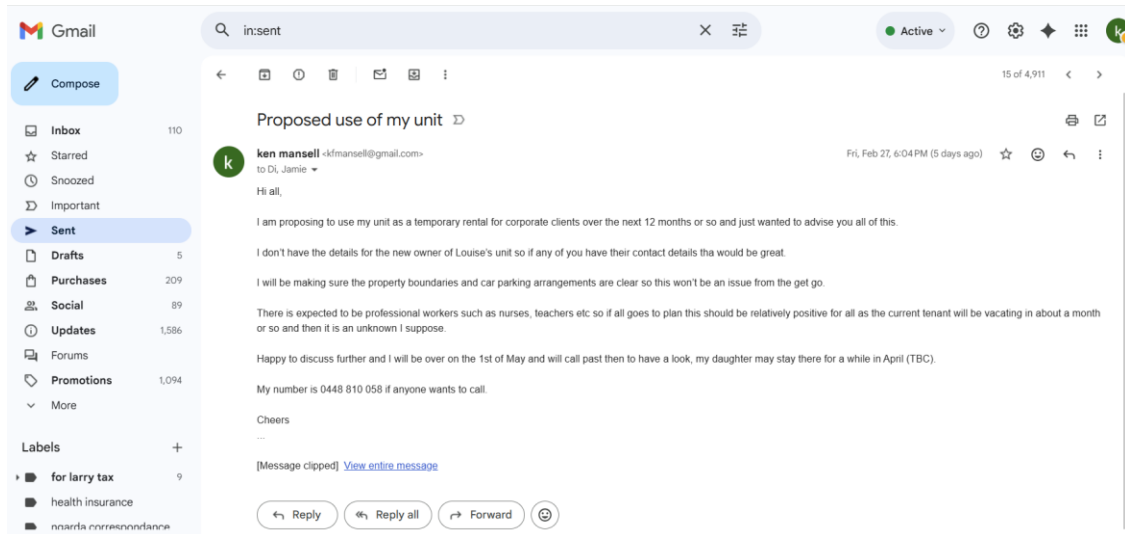 Gmail
in:sent
Active
Compose
15 of 4,911
Inbox 110
Starred
Snoozed
Important
Sent
Drafts 5
Purchases 209
Social 89
Updates 1,586
Forums
Promotions 1,094
More
Labels
for larry tax 9
health insurance
ngarda correspondance
Proposed use of my unit
k
ken mansell <kfmansell@gmail.com>
Fri, Feb 27, 6:04 PM (5 days ago)
to Di, Jamie
Hi all,
I am proposing to use my unit as a temporary rental for corporate clients over the next 12 months or so and just wanted to advise you all of this.
I don't have the details for the new owner of Louise's unit so if any of you have their contact details tha would be great.
I will be making sure the property boundaries and car parking arrangements are clear so this won't be an issue from the get go.
There is expected to be professional workers such as nurses, teachers etc so if all goes to plan this should be relatively positive for all as the current tenant will be vacating in about a month
or so and then it is an unknown I suppose.
Happy to discuss further and I will be over on the 1st of May and will call past then to have a look, my daughter may stay there for a while in April (TBC).
My number is 0448 810 058 if anyone wants to call.
Cheers
...
[Message clipped] View entire message
Reply
Reply all
Forward